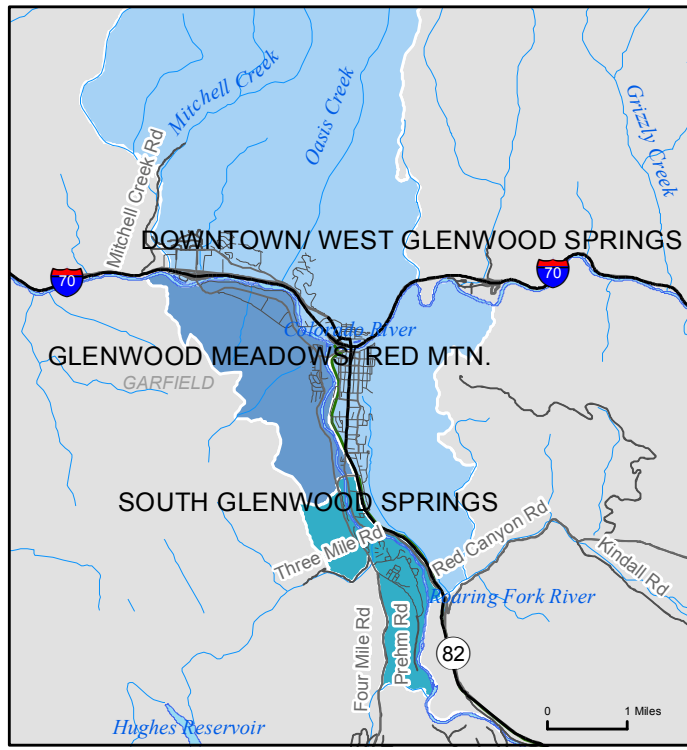 Mitchell Creek
Oasis Creek
Grizzly Creek
Mitchell Creek Rd
DOWNTOWN/ WEST GLENWOOD SPRINGS
70
70
Colorado River
GLENWOOD MEADOWS/ RED MTN.
GARFIELD
SOUTH GLENWOOD SPRINGS
Three Mile Rd
Red Canyon Rd
Kindall Rd
Roaring Fork River
Four Mile Rd
Prehm Rd
82
0 1 Miles
Hughes Reservoir